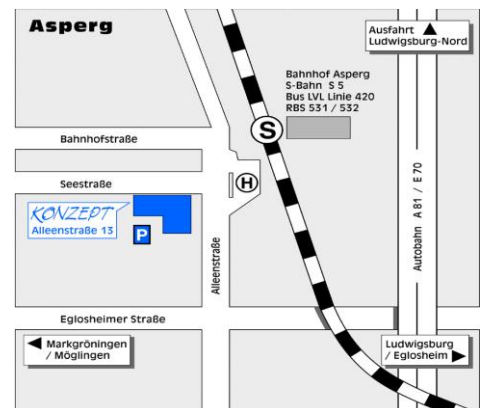 Asperg
Ausfahrt
Ludwigsburg-Nord
Bahnhof Asperg
S-Bahn S 5
Bus LVL Linie 420
RBS 531 / 532
S
Bahnhofstraße
Seestraße
H
KONZEPT
Alleenstraße 13
P
Alleenstraße
Autobahn A 81 / E 70
Eglosheimer Straße
Markgröningen
/ Möglingen
Ludwigsburg
/ Eglosheim